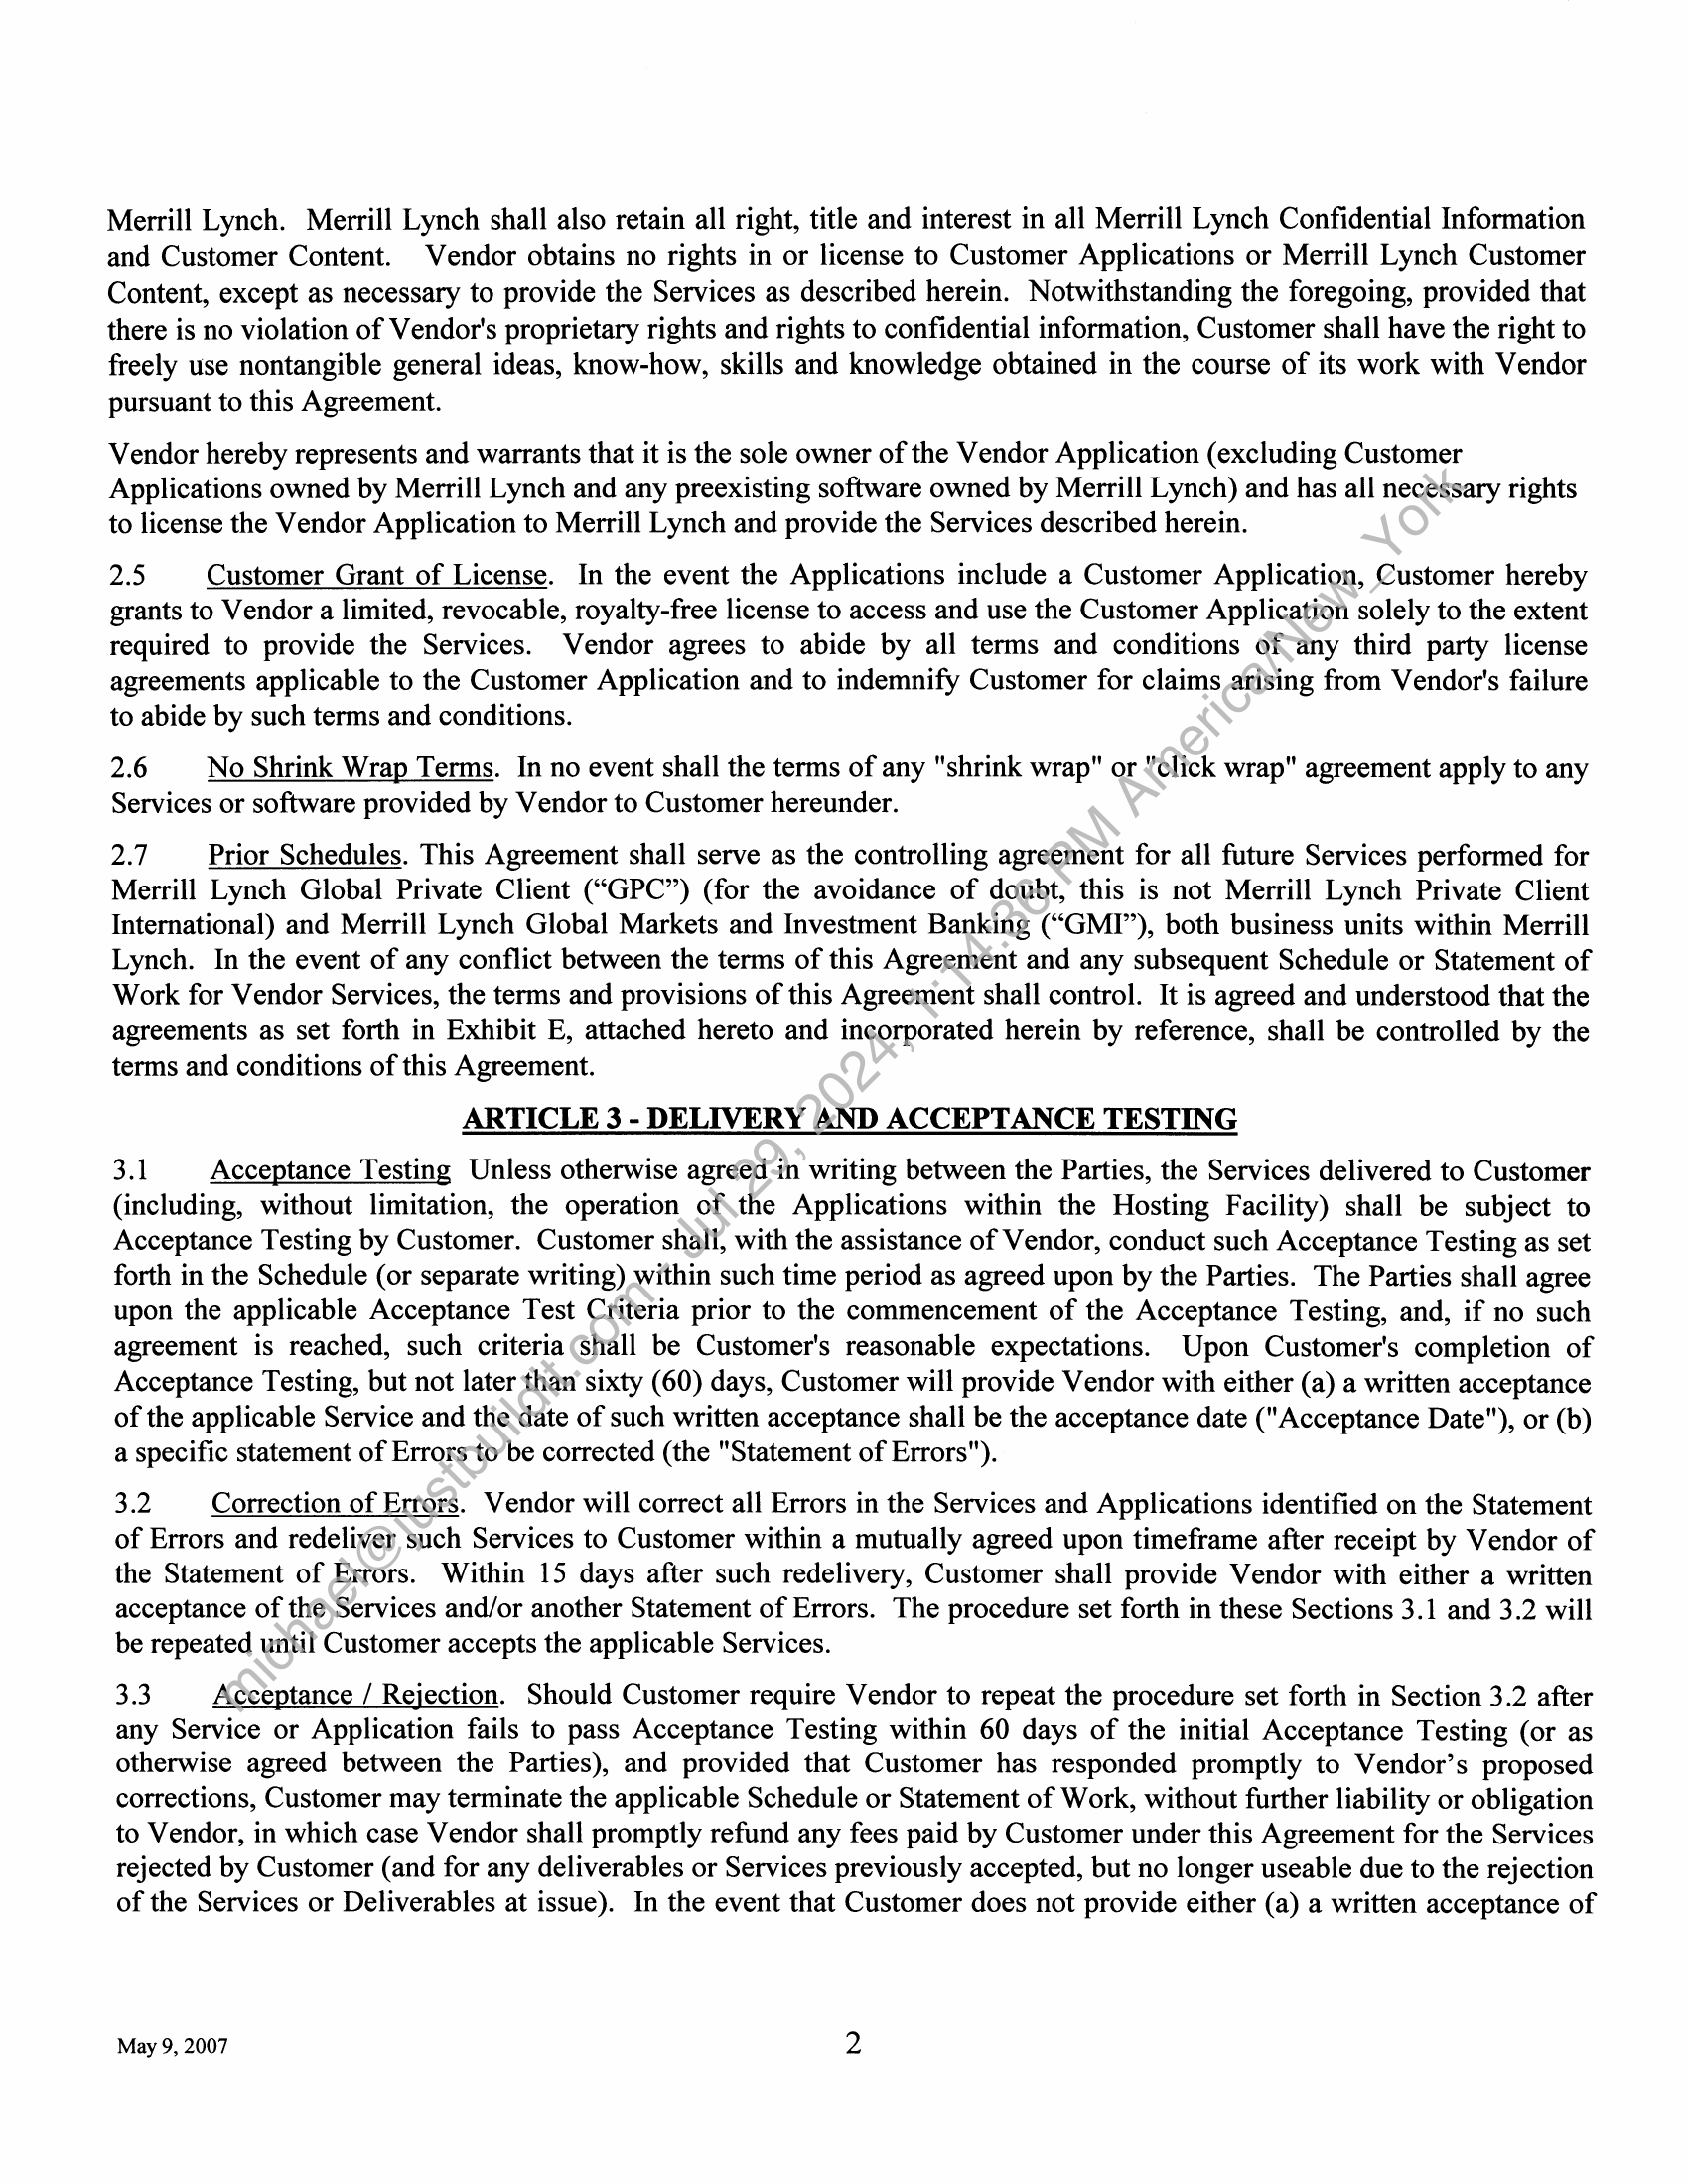 Merrill Lynch. Merrill Lynch shall also retain all right, title and interest in all Merrill Lynch Confidential Information
and Customer Content. Vendor obtains no rights in or license to Customer Applications or Merrill Lynch Customer
Content, except as necessary to provide the Services as described herein. Notwithstanding the foregoing, provided that
there is no violation of Vendor's proprietary rights and rights to confidential information, Customer shall have the right to
freely use nontangible general ideas, know-how, skills and knowledge obtained in the course of its work with Vendor
pursuant to this Agreement.
Vendor hereby represents and warrants that it is the sole owner of the Vendor Application (excluding Customer
Applications owned by Merrill Lynch and any preexisting software owned by Merrill Lynch) and has all necessary rights
to license the Vendor Application to Merrill Lynch and provide the Services described herein.
2.5 Customer Grant of License. In the event the Applications include a Customer Application, Customer hereby
grants to Vendor a limited, revocable, royalty-free license to access and use the Customer Application solely to the extent
required to provide the Services. Vendor agrees to abide by all terms and conditions of any third party license
agreements applicable to the Customer Application and to indemnify Customer for claims arising from Vendor's failure
to abide by such terms and conditions.
2.6 No Shrink Wrap Terms. In no event shall the terms of any "shrink wrap" or "click wrap" agreement apply to any
Services or software provided by Vendor to Customer hereunder.
2.7 Prior Schedules. This Agreement shall serve as the controlling agreement for all future Services performed for
Merrill Lynch Global Private Client (“GPC”) (for the avoidance of doubt, this is not Merrill Lynch Private Client
International) and Merrill Lynch Global Markets and Investment Banking (“GMI”), both business units within Merrill
Lynch. In the event of any conflict between the terms of this Agreement and any subsequent Schedule or Statement of
Work for Vendor Services, the terms and provisions of this Agreement shall control. It is agreed and understood that the
agreements as set forth in Exhibit E, attached hereto and incorporated herein by reference, shall be controlled by the
terms and conditions of this Agreement.
ARTICLE 3 - DELIVERY AND ACCEPTANCE TESTING
3.1 Acceptance Testing Unless otherwise agreed in writing between the Parties, the Services delivered to Customer
(including, without limitation, the operation of the Applications within the Hosting Facility) shall be subject to
Acceptance Testing by Customer. Customer shall, with the assistance of Vendor, conduct such Acceptance Testing as set
forth in the Schedule (or separate writing) within such time period as agreed upon by the Parties. The Parties shall agree
upon the applicable Acceptance Test Criteria prior to the commencement of the Acceptance Testing, and, if no such
agreement is reached, such criteria shall be Customer's reasonable expectations. Upon Customer's completion of
Acceptance Testing, but not later than sixty (60) days, Customer will provide Vendor with either (a) a written acceptance
of the applicable Service and the date of such written acceptance shall be the acceptance date ("Acceptance Date"), or (b)
a specific statement of Errors to be corrected (the "Statement of Errors").
3.2 Correction of Errors. Vendor will correct all Errors in the Services and Applications identified on the Statement
of Errors and redeliver such Services to Customer within a mutually agreed upon timeframe after receipt by Vendor of
the Statement of Errors. Within 15 days after such redelivery, Customer shall provide Vendor with either a written
acceptance of the Services and/or another Statement of Errors. The procedure set forth in these Sections 3.1 and 3.2 will
be repeated until Customer accepts the applicable Services.
3.3 Acceptance / Rejection. Should Customer require Vendor to repeat the procedure set forth in Section 3.2 after
any Service or Application fails to pass Acceptance Testing within 60 days of the initial Acceptance Testing (or as
otherwise agreed between the Parties), and provided that Customer has responded promptly to Vendor’s proposed
corrections, Customer may terminate the applicable Schedule or Statement of Work, without further liability or obligation
to Vendor, in which case Vendor shall promptly refund any fees paid by Customer under this Agreement for the Services
rejected by Customer (and for any deliverables or Services previously accepted, but no longer useable due to the rejection
of the Services or Deliverables at issue). In the event that Customer does not provide either (a) a written acceptance of
May 9, 2007 2
michael@justbuildit.com - Jul 29, 2024, 1:14:36 PM America/New_York